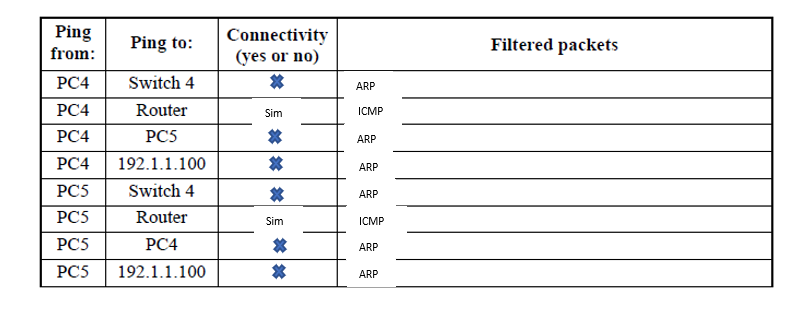 Ping from: Ping to: Connectivity (yes or no) Filtered packets
PC4 Switch 4 ARP
PC4 Router Sim ICMP
PC4 PC5 ARP
PC4 192.1.1.100 ARP
PC5 Switch 4 ARP
PC5 Router Sim ICMP
PC5 PC4 ARP
PC5 192.1.1.100 ARP